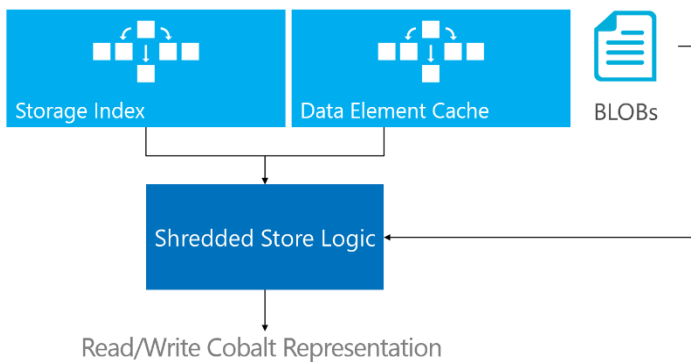 Storage Index
Data Element Cache
BLOBs
Shredded Store Logic
Read/Write Cobalt Representation